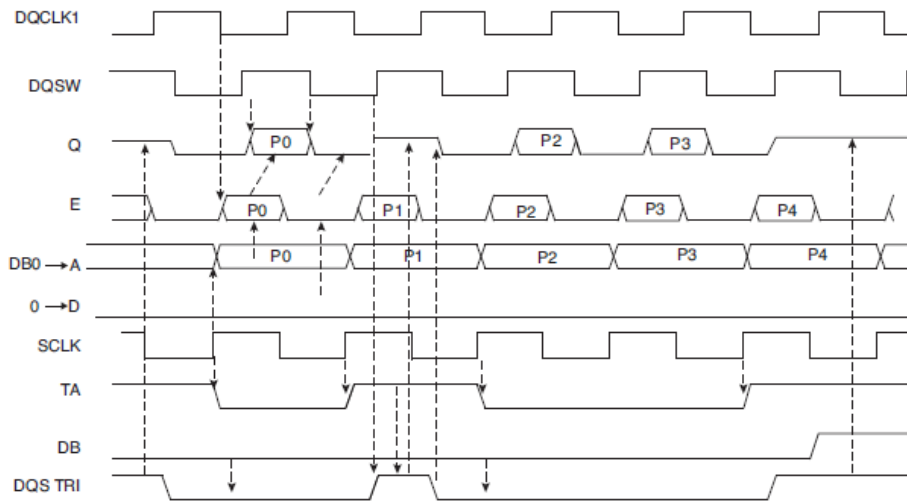 DQCLK1
DQSW
Q P0 P2 P3
E P0 P1 P2 P3 P4
DB0 → A P0 P1 P2 P3 P4
0 → D
SCLK
TA
DB
DQS TRI